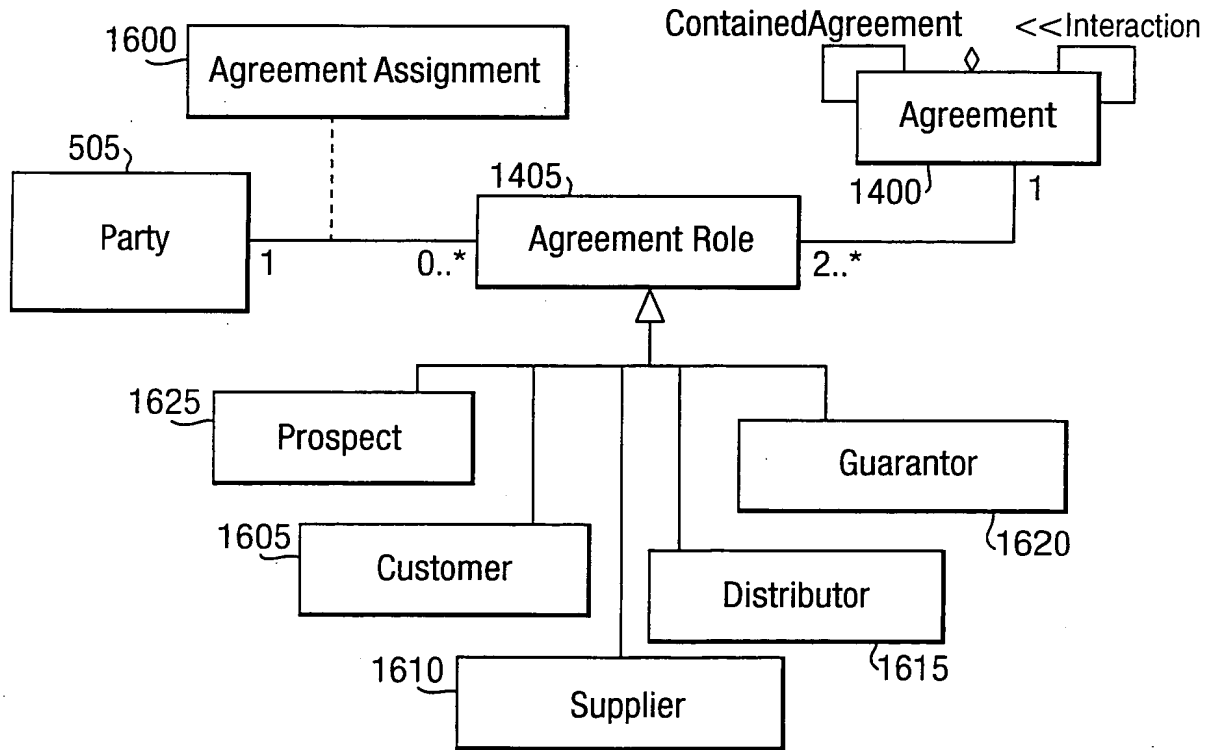 ContainedAgreement <<Interaction
1600
Agreement Assignment
Agreement
505
1405
1400
1
Party
Agreement Role
1
0..*
2..*
1625
Prospect
Guarantor
1605
1620
Customer
Distributor
1610
1615
Supplier